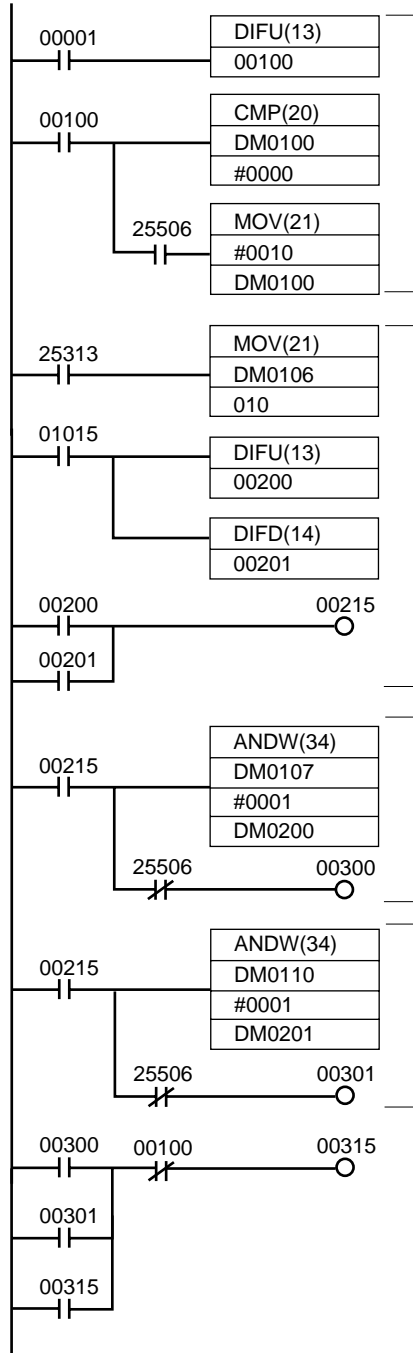 00001
DIFU(13)
00100
00100
CMP(20)
DM0100
#0000
25506
MOV(21)
#0010
DM0100
25313
MOV(21)
DM0106
010
01015
DIFU(13)
00200
DIFD(14)
00201
00200
00215
00201
00215
ANDW(34)
DM0107
#0001
DM0200
25506
00300
00215
ANDW(34)
DM0110
#0001
DM0201
25506
00301
00300
00100
00315
00301
00315